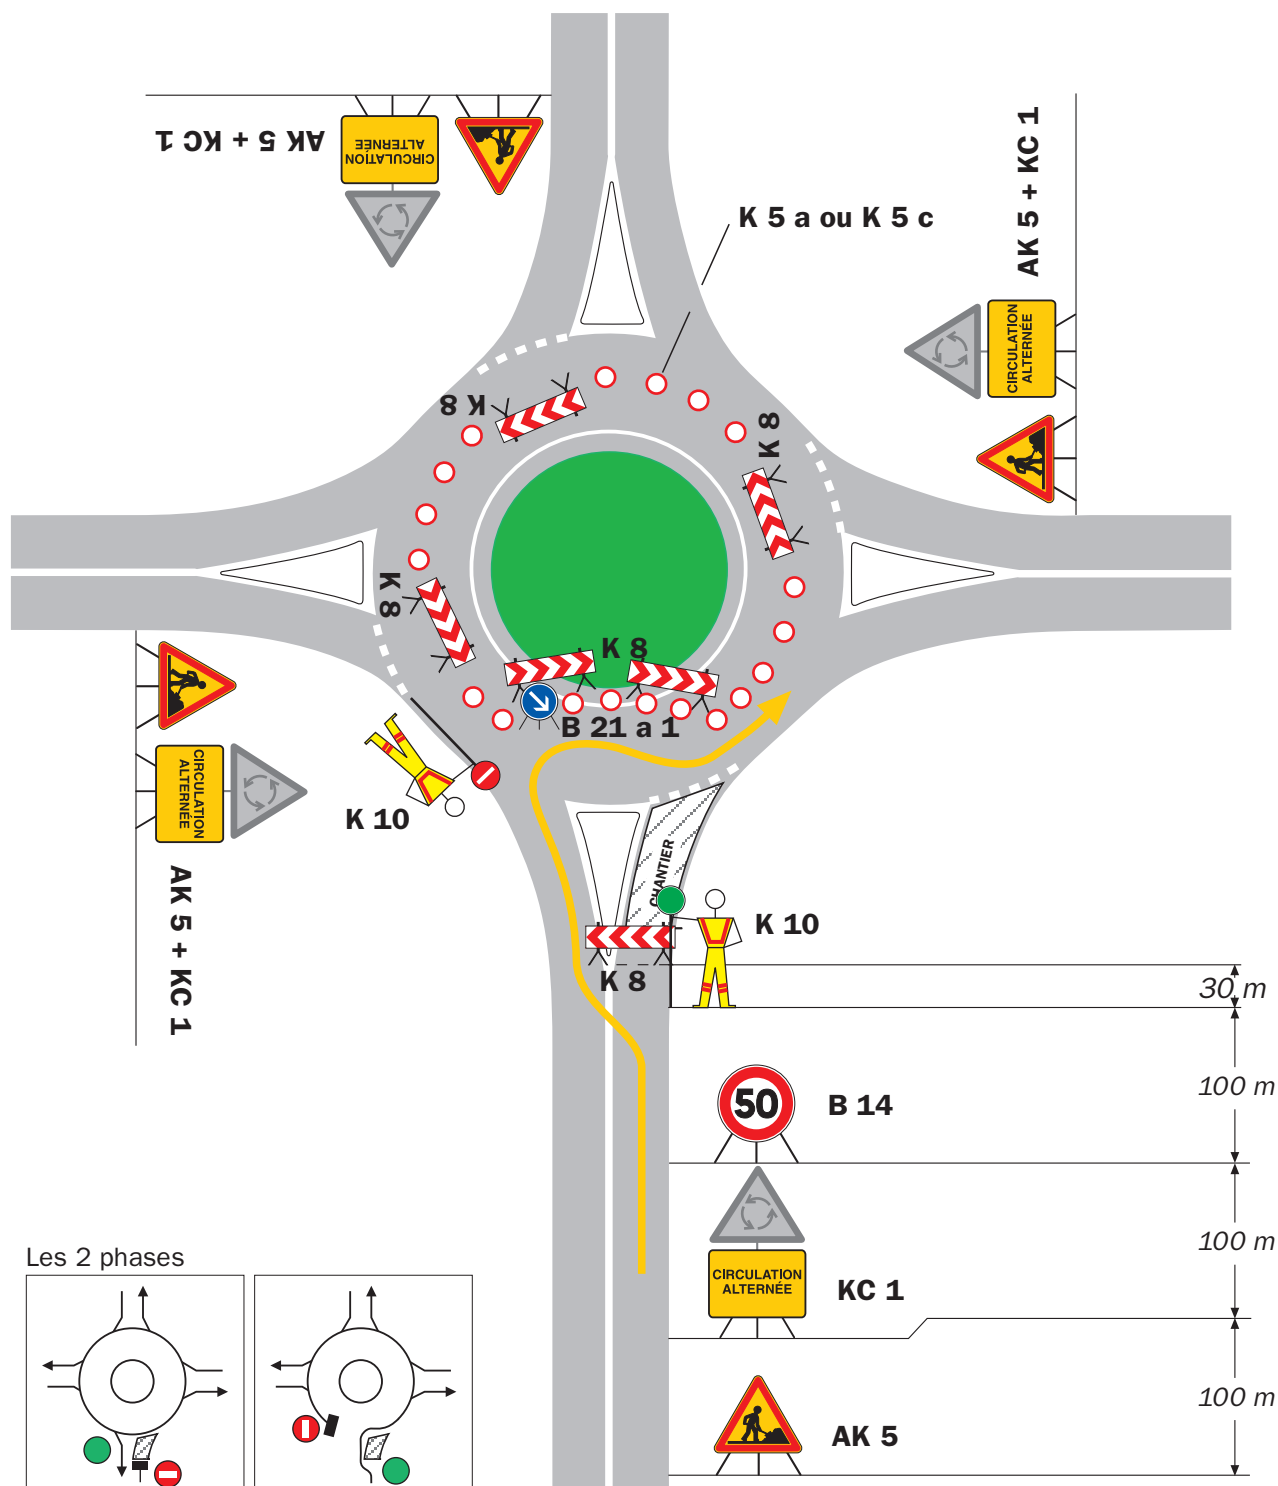 AK 5 + KC 1
CIRCULATION
ALTERNÉE
K 5 a ou K 5 c
AK 5 + KC 1
CIRCULATION
ALTERNÉE
K 8
K 8
K 8
K 8
B 21 a 1
K 10
CIRCULATION
ALTERNÉE
AK 5 + KC 1
CHANTIER
K 10
K 8
30 m
100 m
50
B 14
100 m
CIRCULATION
ALTERNÉE
KC 1
100 m
AK 5
Les 2 phases